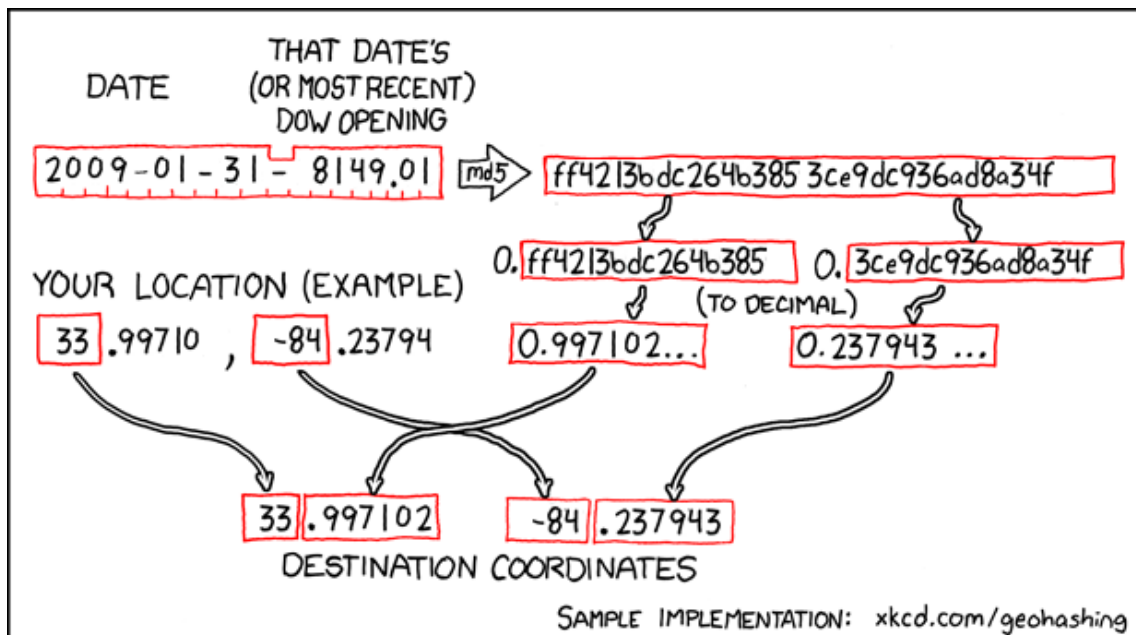 DATE
THAT DATE'S
(OR MOST RECENT)
DOW OPENING
2009-01-31-8149.01
md5
ff4213bdc264b385 3ce9dc936ad8a34f
0.ff4213bdc264b385
0.3ce9dc936ad8a34f
(TO DECIMAL)
YOUR LOCATION (EXAMPLE)
33.99710, -84.23794
0.997102...
0.237943 ...
33.997102
-84.237943
DESTINATION COORDINATES
SAMPLE IMPLEMENTATION: xkcd.com/geohashing